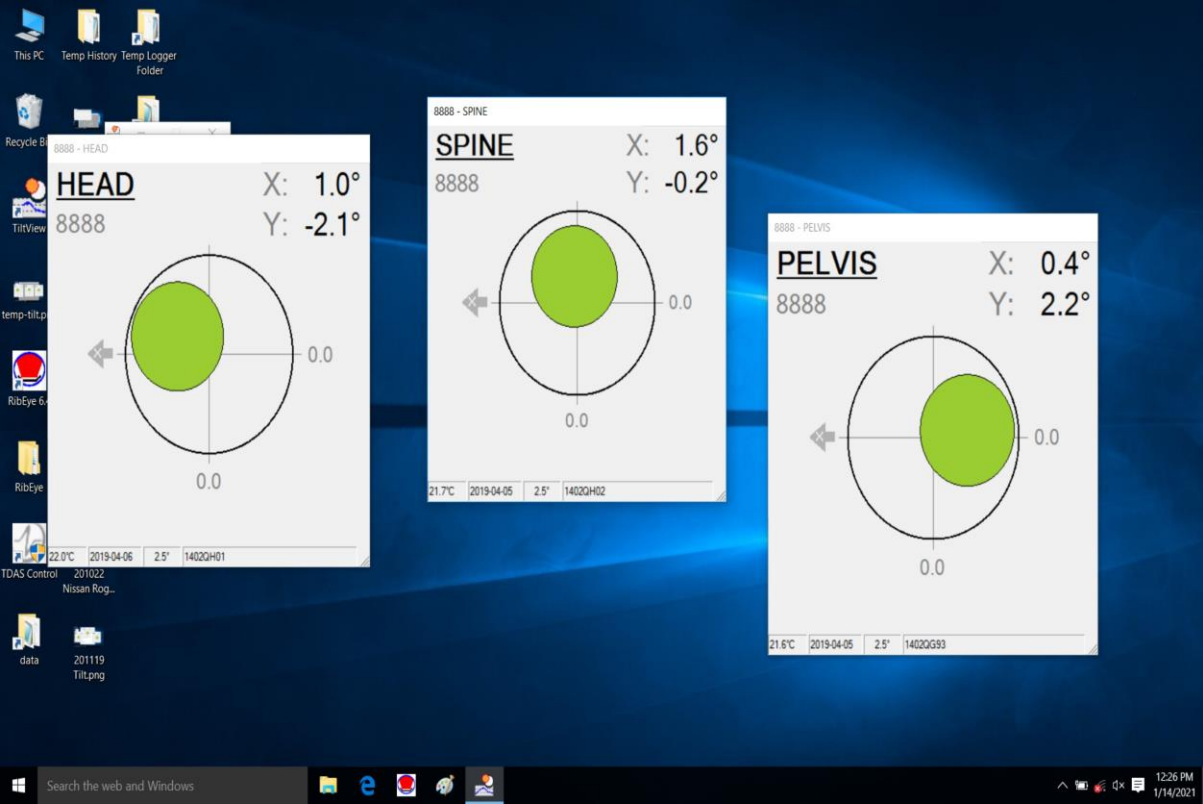 This PC
Temp History
Temp Logger
Folder
Recycle Bi
TiltView
temp-tilt.p
RibEye 6.4
RibEye
TDAS Control
201022
Nissan Rog...
data
201119
Tilt.png
8888 - HEAD
HEAD
X: 1.0°
8888
Y: -2.1°
X
0.0
0.0
22.0°C 2019-04-06 2.5° 1402QH01
8888 - SPINE
SPINE
X: 1.6°
8888
Y: -0.2°
X
0.0
0.0
21.7°C 2019-04-05 2.5° 1402QH02
8888 - PELVIS
PELVIS
X: 0.4°
8888
Y: 2.2°
X
0.0
0.0
21.6°C 2019-04-05 2.5° 1402QG93
Search the web and Windows
12:26 PM
1/14/2021